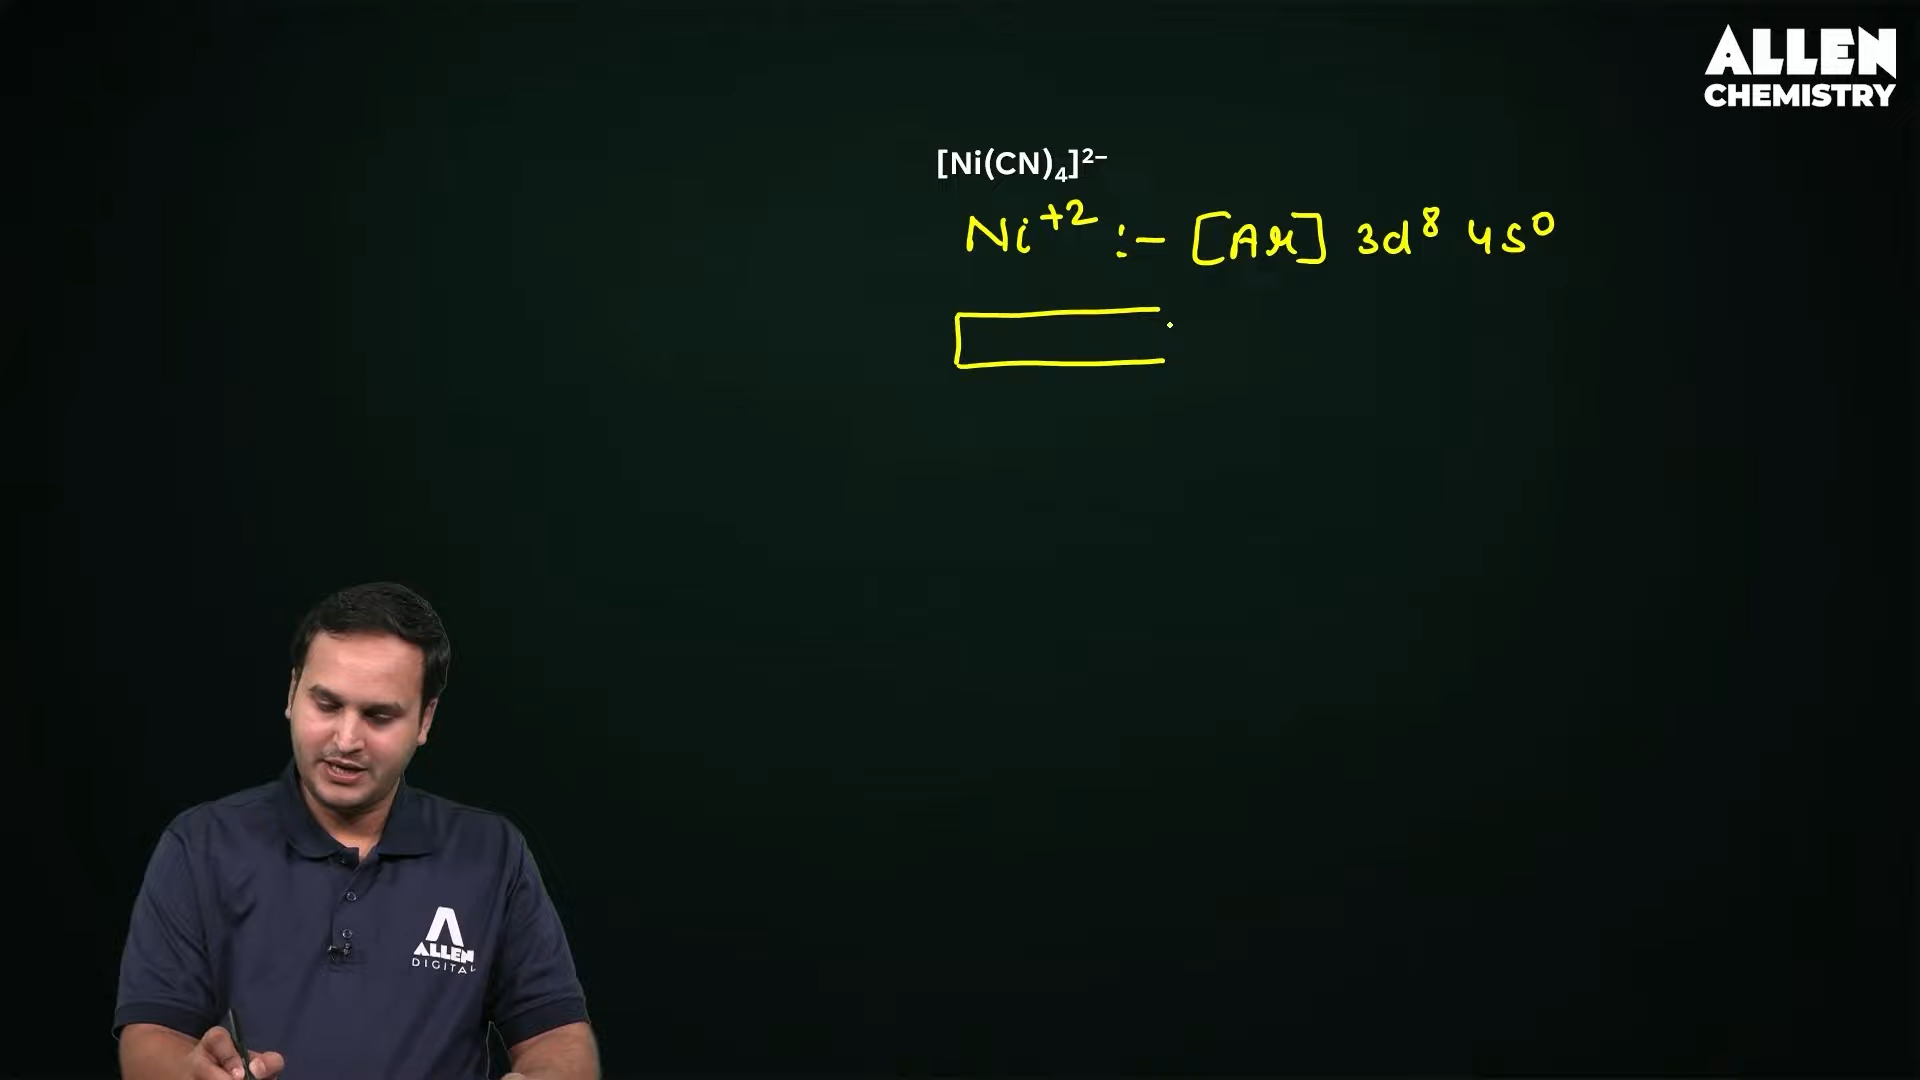 ALLEN
CHEMISTRY
[Ni(CN)₄]²⁻
Ni⁺² :- [Ar] 3d⁸ 4s⁰
ALLEN
DIGITAL